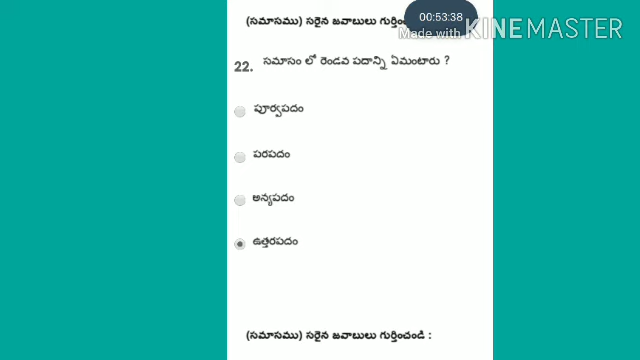 (సమాసము) సరైన జవాబులు
00:53:38
Made with KINEMASTER
22. సమాసం లో రెండవ పదాన్ని ఏమంటారు ?
పూర్వపదం
పరపదం
అన్యపదం
ఉత్తరపదం
(సమాసము) సరైన జవాబులు గుర్తించండి :